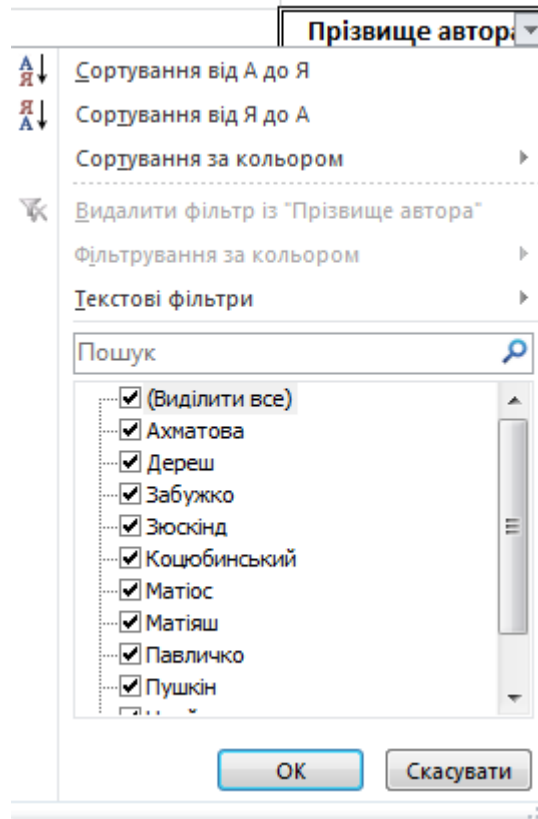 Прізвище автора
Сортування від А до Я
Сортування від Я до А
Сортування за кольором
Видалити фільтр із "Прізвище автора"
Фільтрування за кольором
Текстові фільтри
Пошук
(Виділити все)
Ахматова
Дереш
Забужко
Зюскінд
Коцюбинський
Матіос
Матіяш
Павличко
Пушкін
ОК
Скасувати